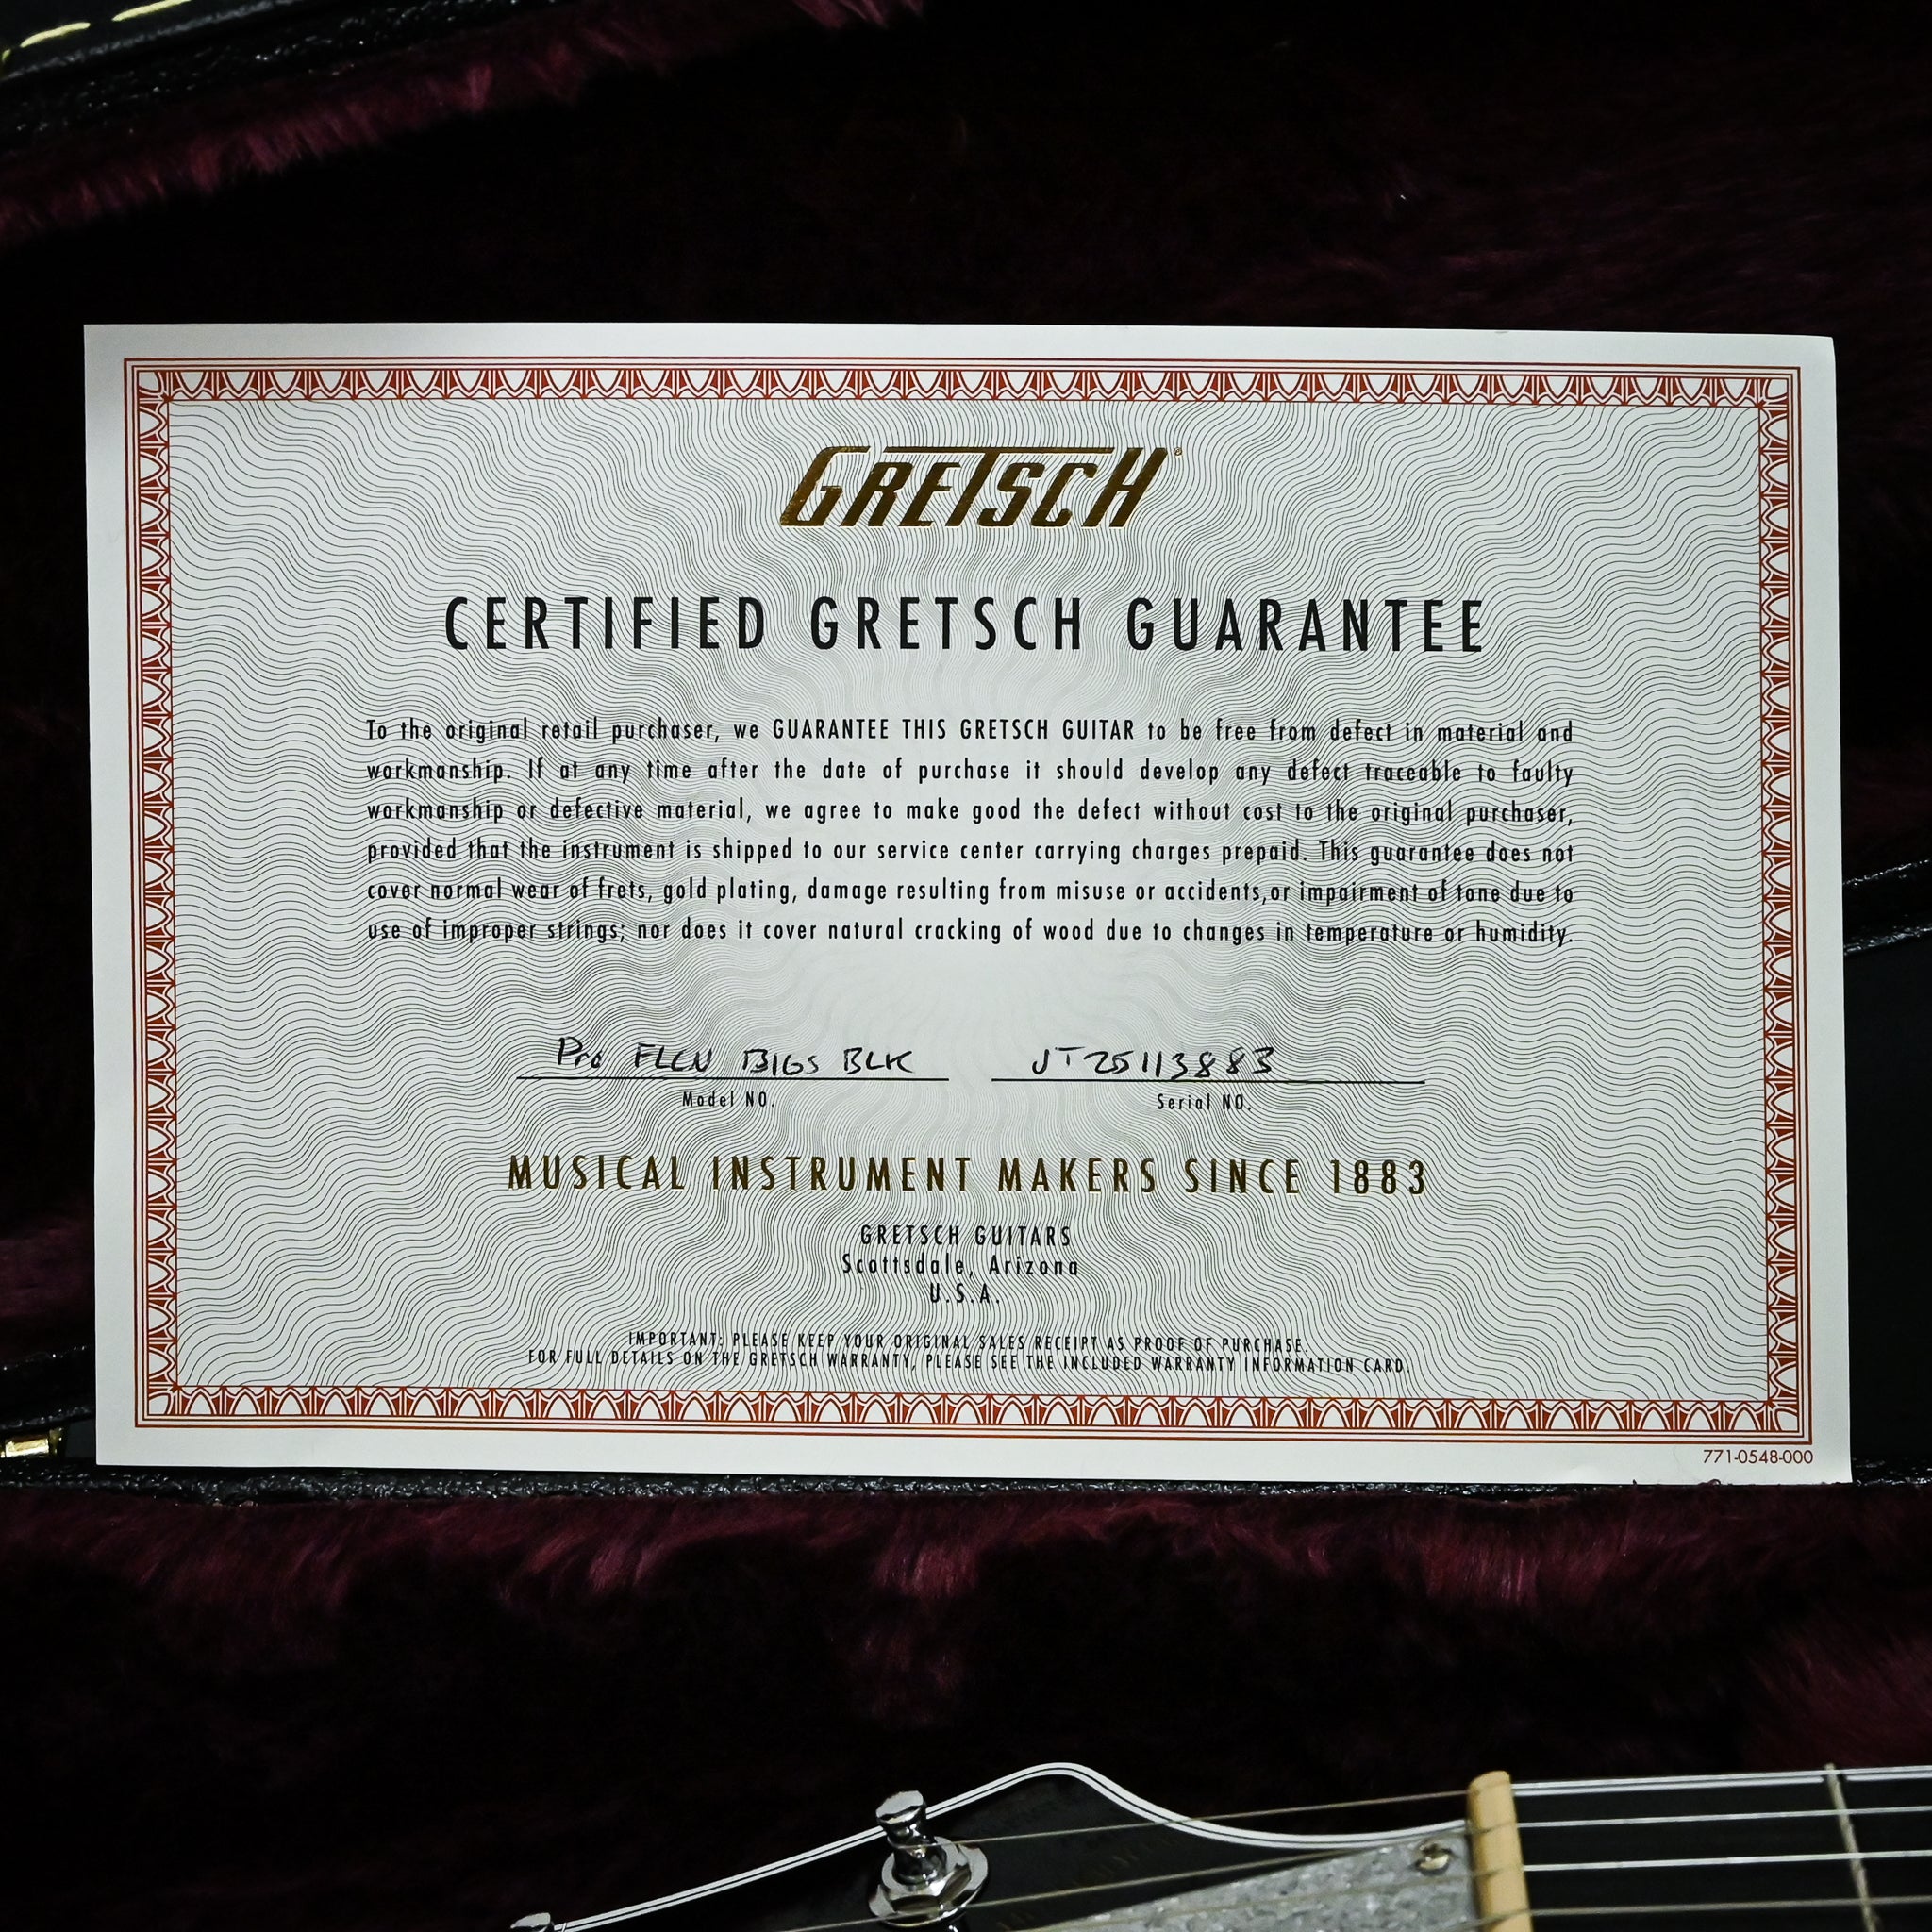 GRETSCH®
CERTIFIED GRETSCH GUARANTEE
To the original retail purchaser, we GUARANTEE THIS GRETSCH GUITAR to be free from defect in material and
workmanship. If at any time after the date of purchase it should develop any defect traceable to faulty
workmanship or defective material, we agree to make good the defect without cost to the original purchaser,
provided that the instrument is shipped to our service center carrying charges prepaid. This guarantee does not
cover normal wear of frets, gold plating, damage resulting from misuse or accidents,or impairment of tone due to
use of improper strings; nor does it cover natural cracking of wood due to changes in temperature or humidity.
Pro FLCN BIGS BLK JT25113883
Model NO. Serial NO.
MUSICAL INSTRUMENT MAKERS SINCE 1883
GRETSCH GUITARS
Scottsdale, Arizona
U.S.A.
IMPORTANT: PLEASE KEEP YOUR ORIGINAL SALES RECEIPT AS PROOF OF PURCHASE.
FOR FULL DETAILS ON THE GRETSCH WARRANTY, PLEASE SEE THE INCLUDED WARRANTY INFORMATION CARD.
771-0548-000